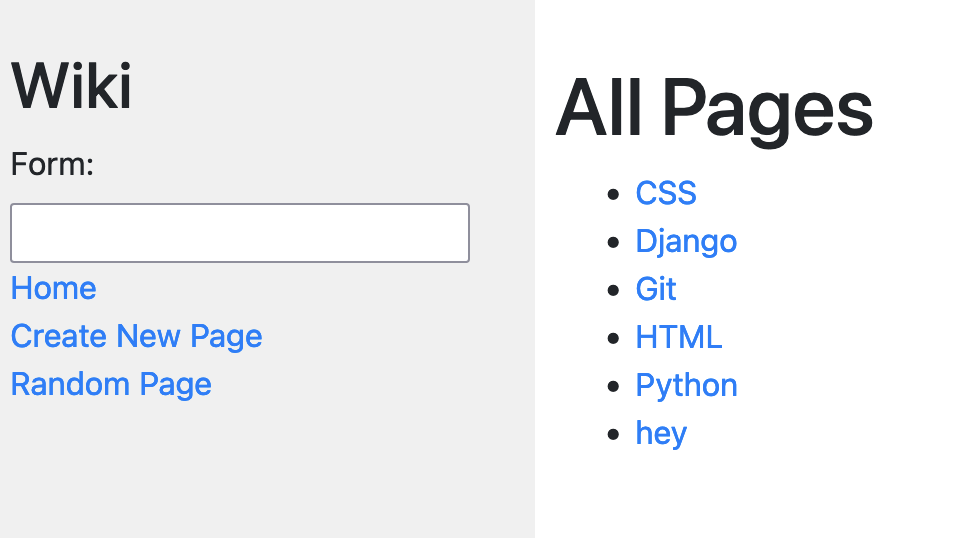 Wiki
Form:
Home
Create New Page
Random Page
All Pages
CSS
Django
Git
HTML
Python
hey